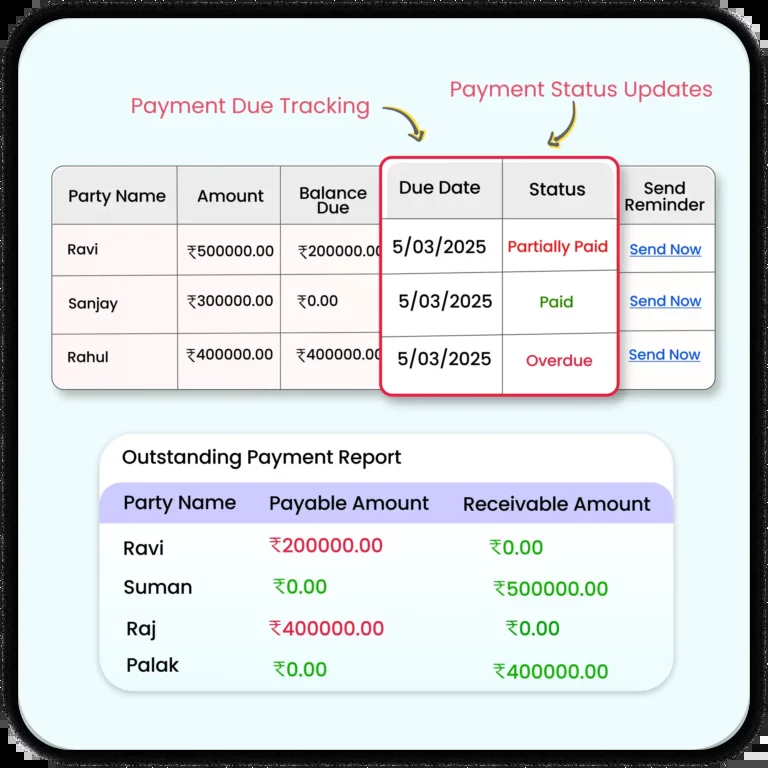 Payment Due Tracking
Payment Status Updates
Party Name Amount Balance Due Due Date Status Send Reminder
Ravi ₹500000.00 ₹200000.00 5/03/2025 Partially Paid Send Now
Sanjay ₹300000.00 ₹0.00 5/03/2025 Paid Send Now
Rahul ₹400000.00 ₹400000.00 5/03/2025 Overdue Send Now
Outstanding Payment Report
Party Name Payable Amount Receivable Amount
Ravi ₹200000.00 ₹0.00
Suman ₹0.00 ₹500000.00
Raj ₹400000.00 ₹0.00
Palak ₹0.00 ₹400000.00